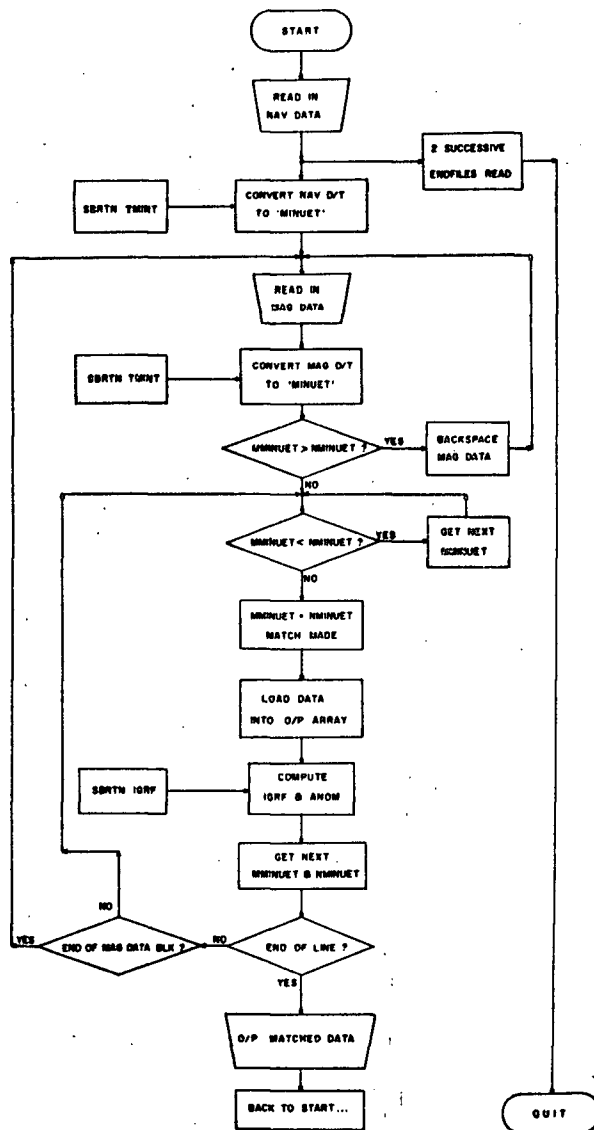 START
READ IN
NAV DATA
2 SUCCESSIVE
ENDFILES READ
SBRTN TMINT
CONVERT NAV D/T
TO 'MINUET'
READ IN
MAG DATA
SBRTN TMINT
CONVERT MAG D/T
TO 'MINUET'
MMINUET > NMINUET ?
YES
BACKSPACE
MAG DATA
NO
MMINUET < NMINUET ?
YES
GET NEXT
NO
MMINUET = NMINUET
MATCH MADE
LOAD DATA
INTO O/P ARRAY
SBRTN IGRF
COMPUTE
IGRF & ANOM
GET NEXT
MMINUET & NMINUET
NO
YES
END OF MAG DATA BLK ?
NO
END OF LINE ?
YES
O/P MATCHED DATA
BACK TO START...
QUIT